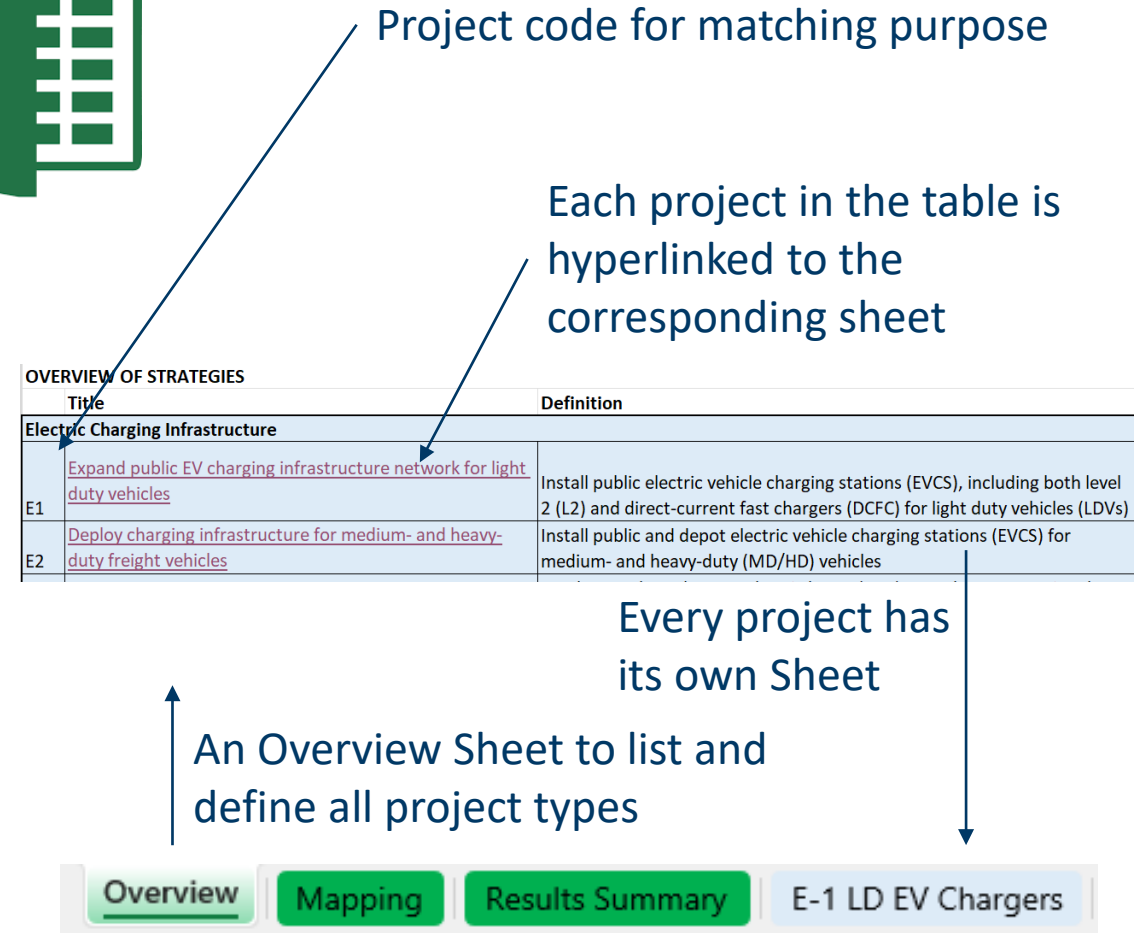 Project code for matching purpose
Each project in the table is
hyperlinked to the
corresponding sheet
OVERVIEW OF STRATEGIES
Title Definition
Electric Charging Infrastructure
E1 Expand public EV charging infrastructure network for light
duty vehicles
Install public electric vehicle charging stations (EVCS), including both level
2 (L2) and direct-current fast chargers (DCFC) for light duty vehicles (LDVs)
E2 Deploy charging infrastructure for medium- and heavy-
duty freight vehicles
Install public and depot electric vehicle charging stations (EVCS) for
medium- and heavy-duty (MD/HD) vehicles
Every project has
its own Sheet
An Overview Sheet to list and
define all project types
Overview Mapping Results Summary E-1 LD EV Chargers